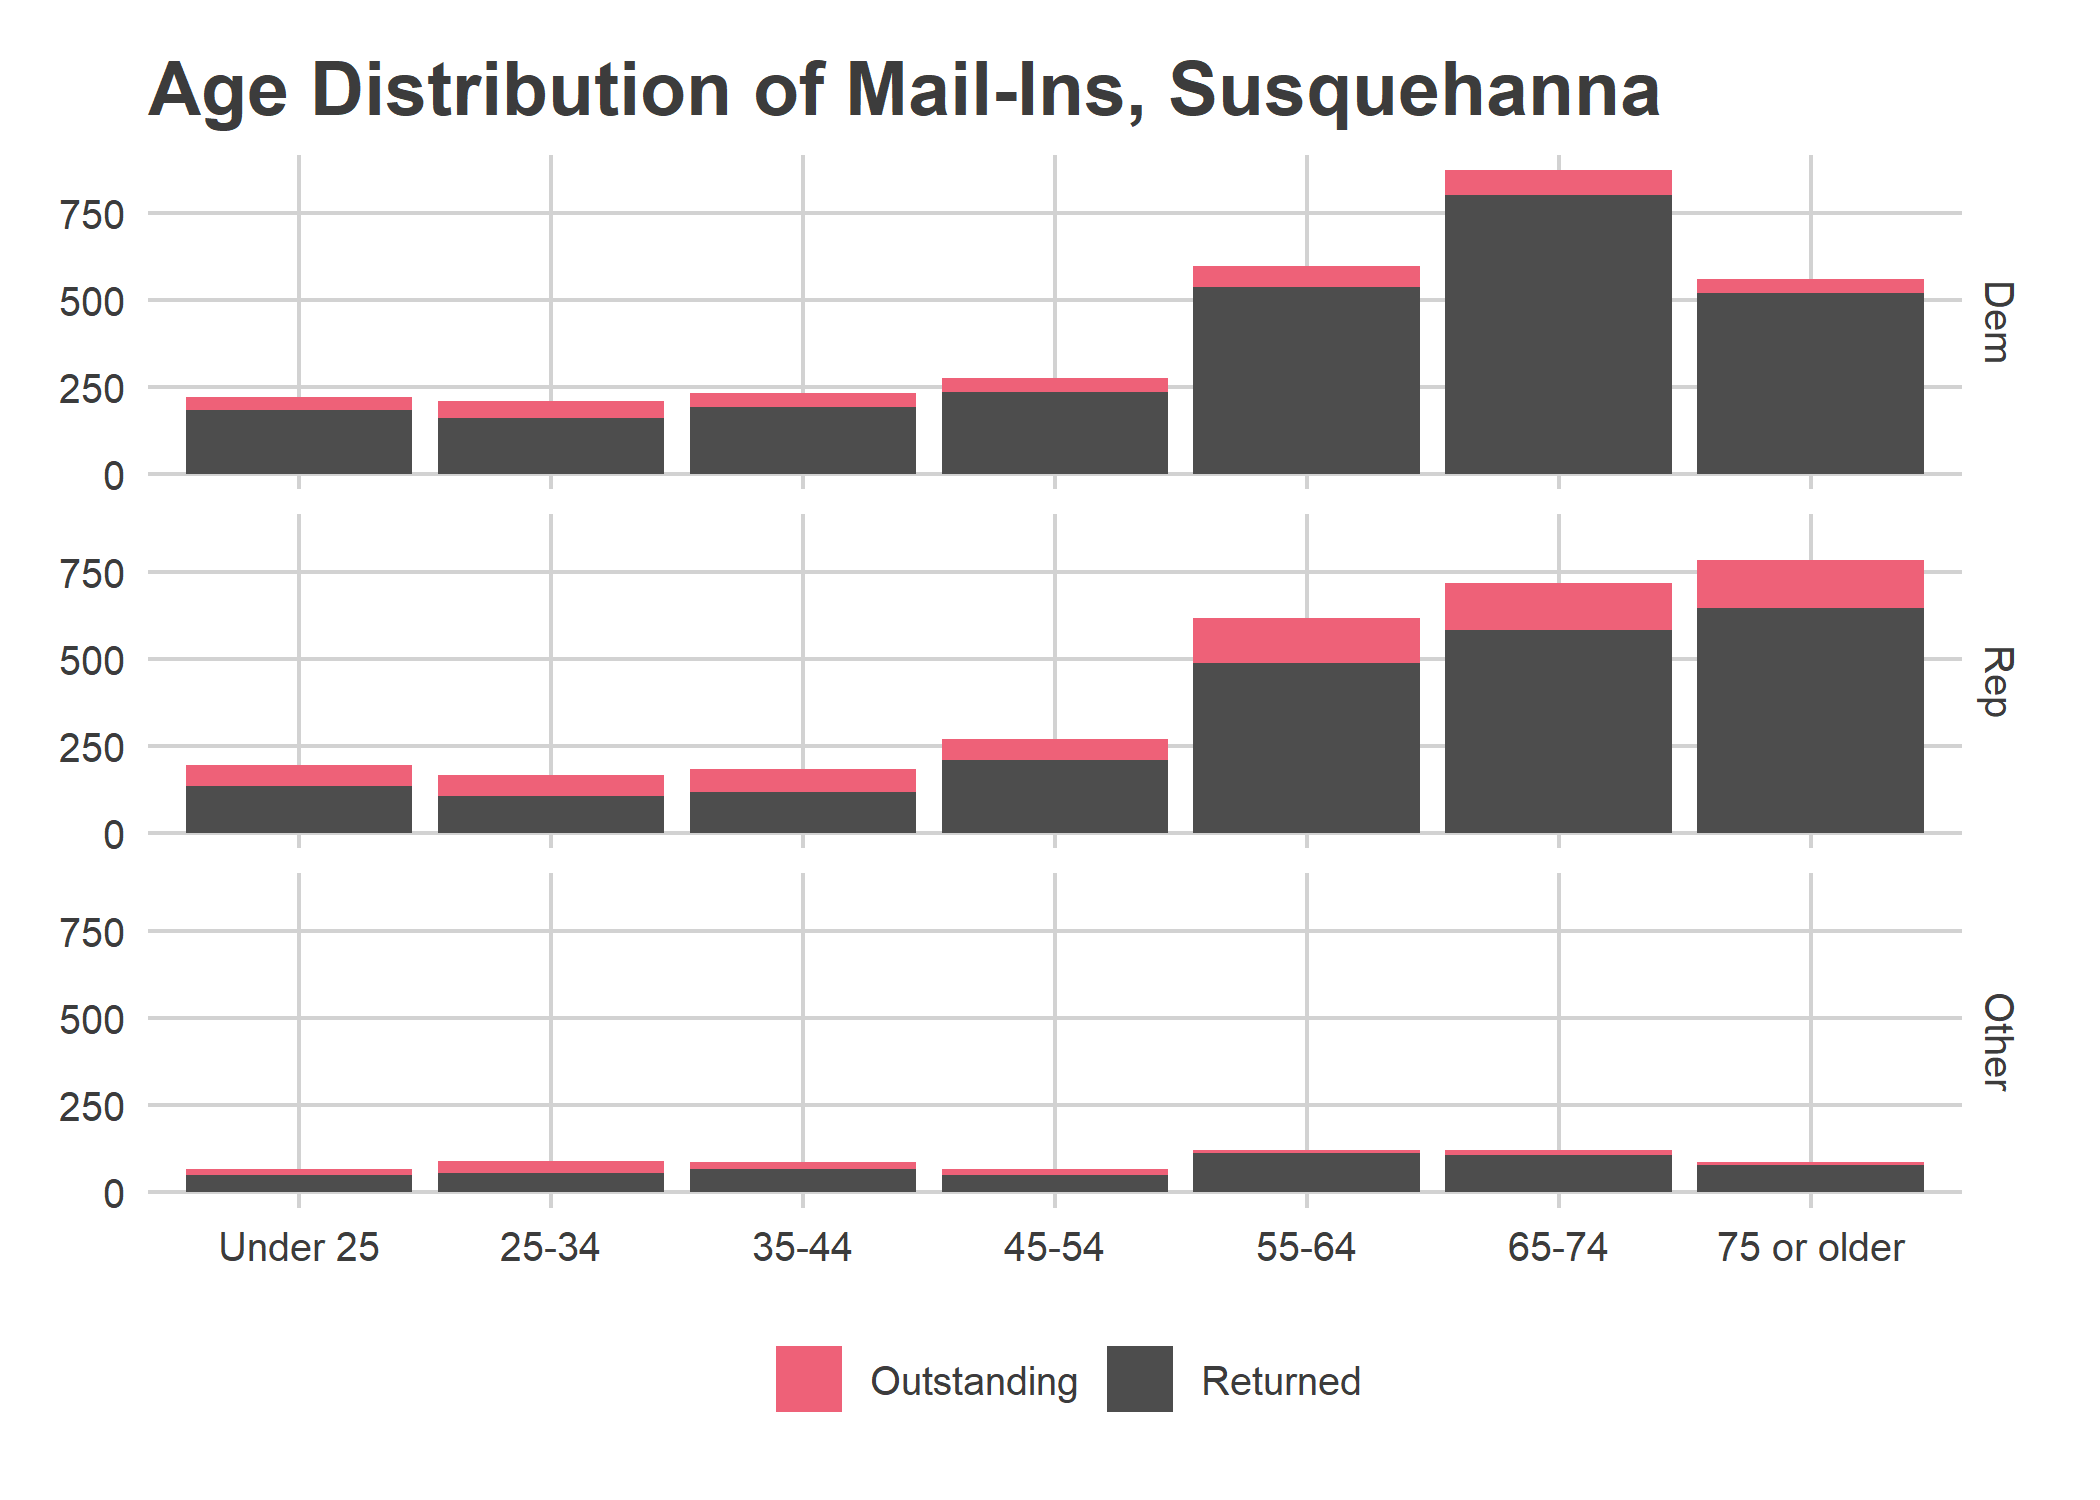 Age Distribution of Mail-Ins, Susquehanna
750
500
250
0
Dem
750
500
250
0
Rep
750
500
250
0
Other
Under 25 25-34 35-44 45-54 55-64 65-74 75 or older
Outstanding Returned